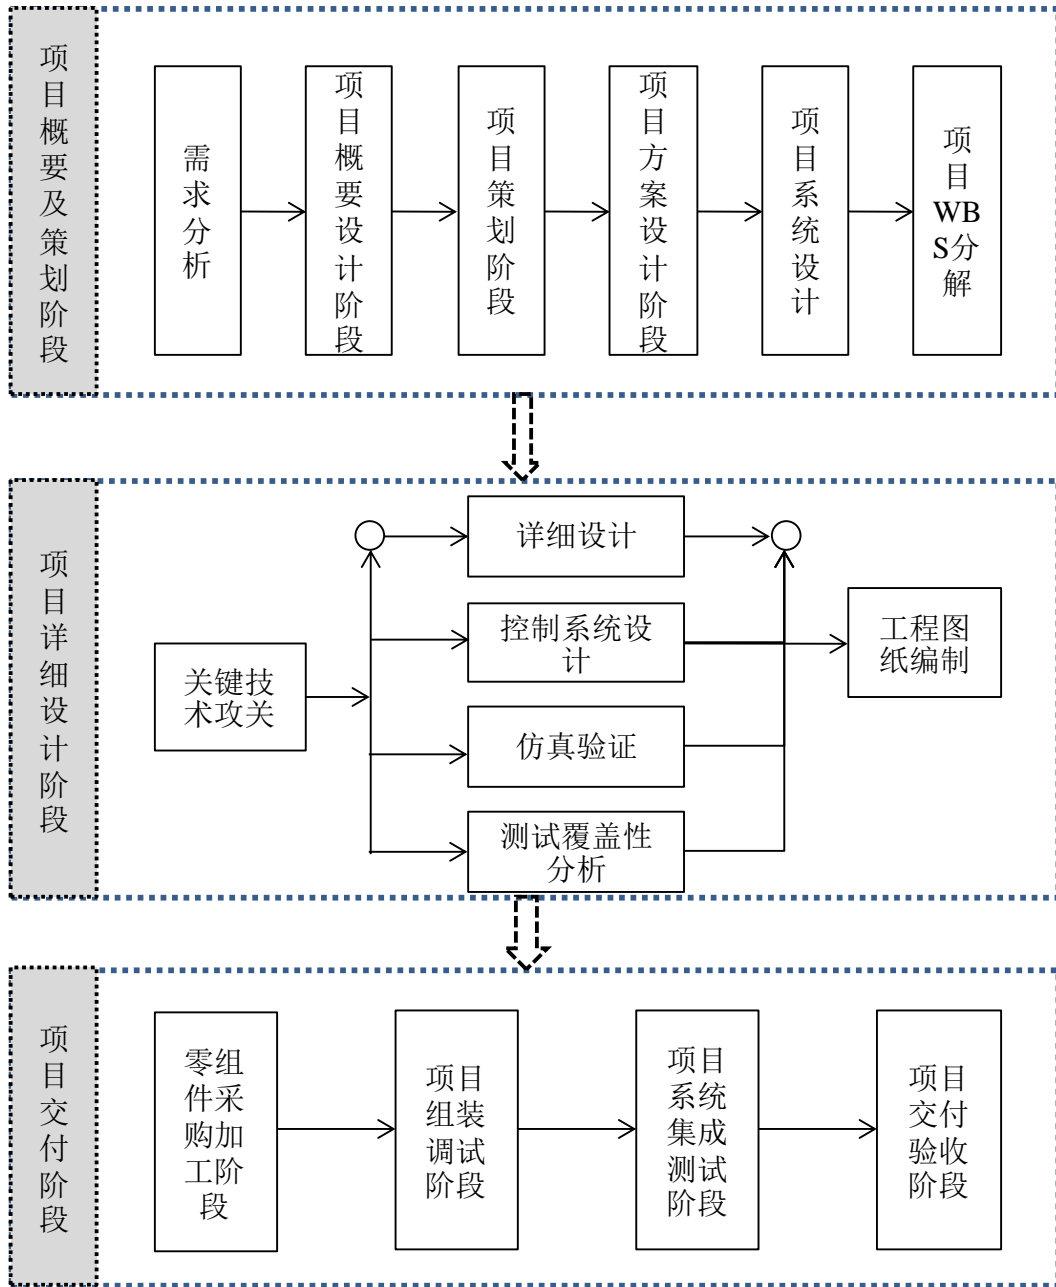 项目概要及策划阶段
需求分析
项目概要设计阶段
项目策划阶段
项目方案设计阶段
项目系统设计
项目WBS分解
项目详细设计阶段
关键技
术攻关
详细设计
控制系统设
计
仿真验证
测试覆盖性
分析
工程图
纸编制
项目交付阶段
零组
件采
购加
工阶
段
项目
组装
调试
阶段
项目
系统
集成
测试
阶段
项目
交付
验收
阶段